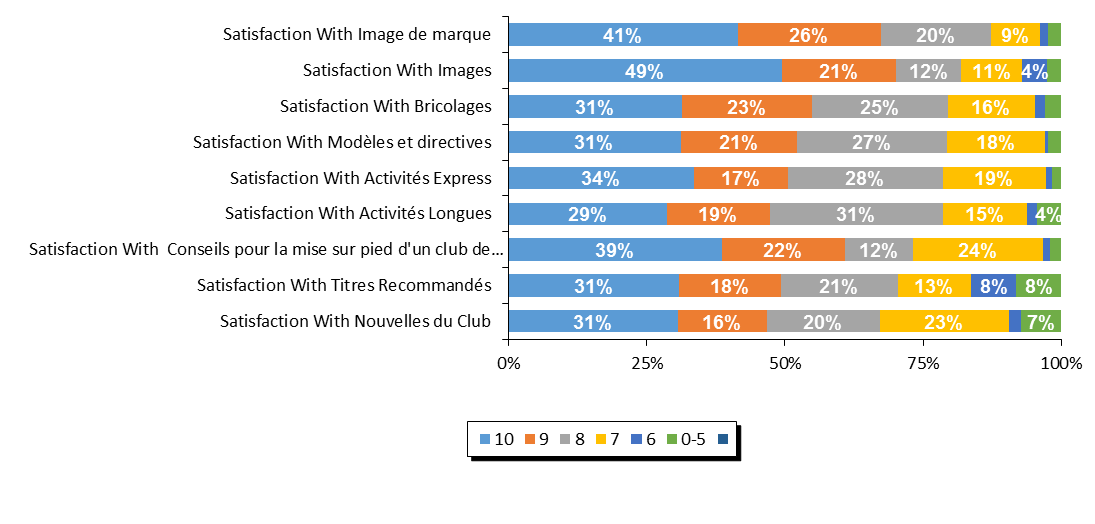 Satisfaction With Image de marque 41% 26% 20% 9%
Satisfaction With Images 49% 21% 12% 11% 4%
Satisfaction With Bricolages 31% 23% 25% 16%
Satisfaction With Modèles et directives 31% 21% 27% 18%
Satisfaction With Activités Express 34% 17% 28% 19%
Satisfaction With Activités Longues 29% 19% 31% 15% 4%
Satisfaction With  Conseils pour la mise sur pied d'un club de... 39% 22% 12% 24%
Satisfaction With Titres Recommandés 31% 18% 21% 13% 8% 8%
Satisfaction With Nouvelles du Club 31% 16% 20% 23% 7%
0% 25% 50% 75% 100%
10 9 8 7 6 0-5